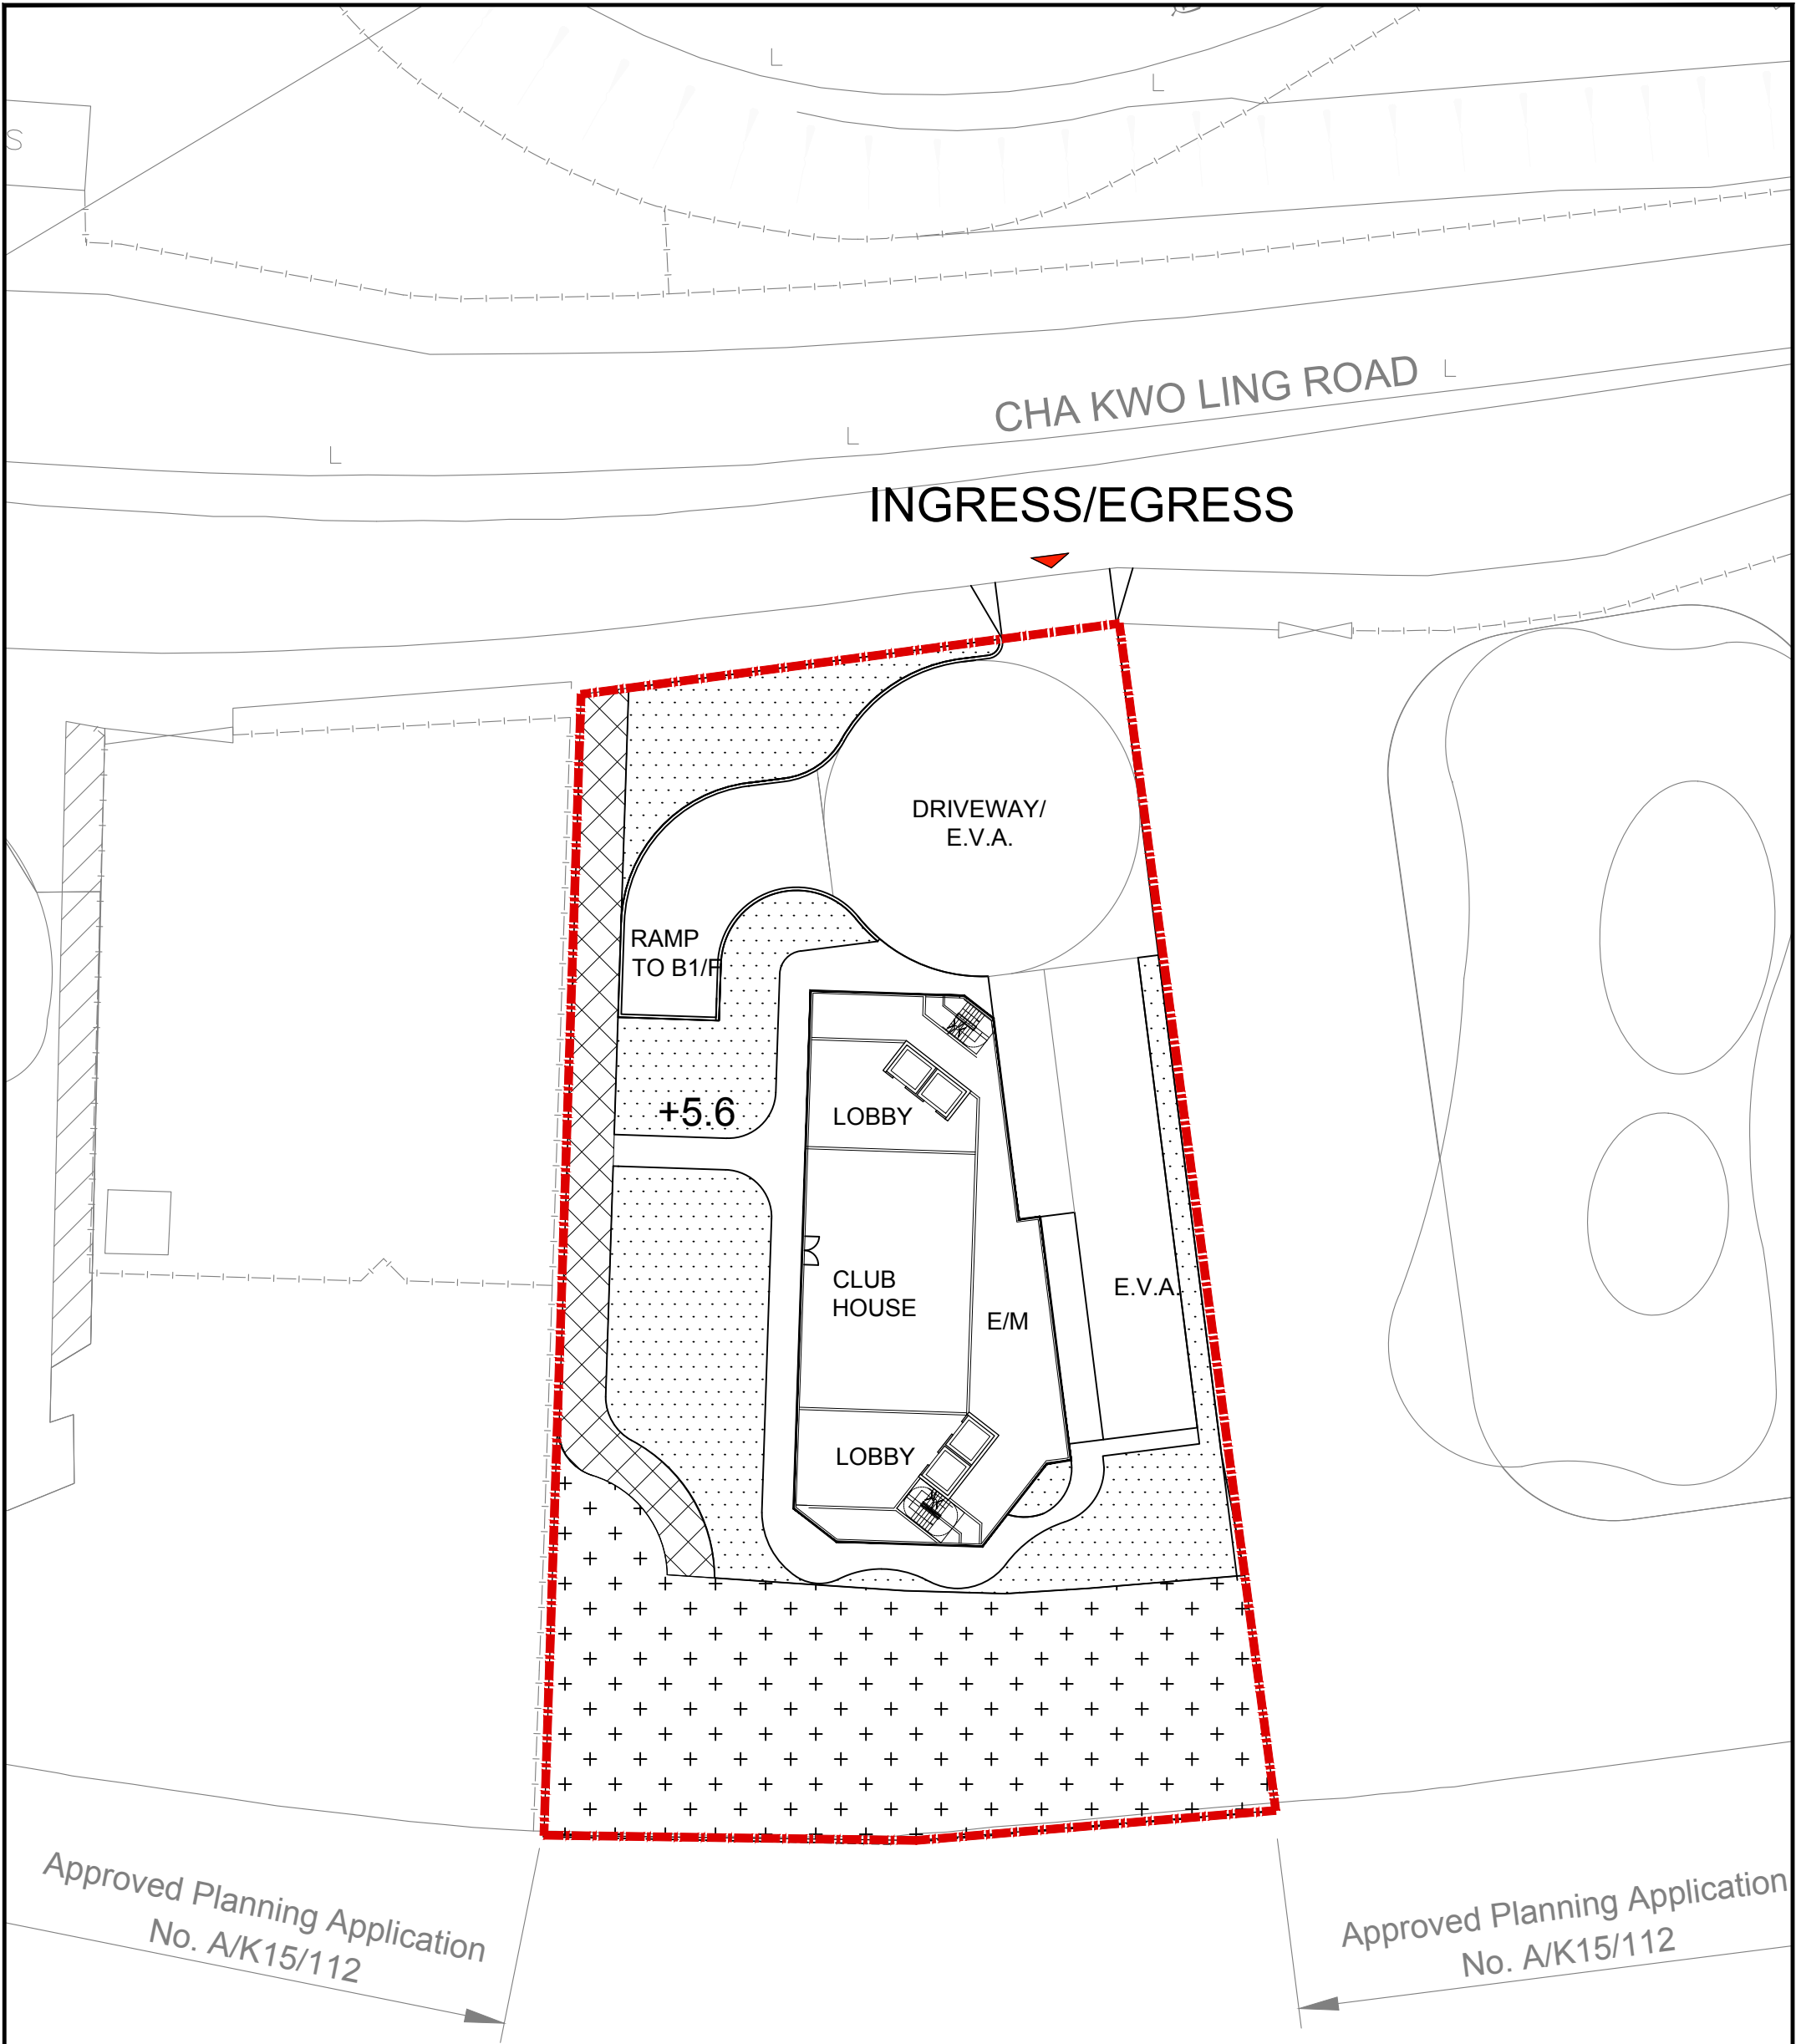 S
L
L
CHA KWO LING ROAD
L
L
L
INGRESS/EGRESS
DRIVEWAY/
E.V.A.
RAMP
TO B1/F
+5.6
LOBBY
CLUB
HOUSE
E/M
E.V.A.
LOBBY
Approved Planning Application
No. A/K15/112
Approved Planning Application
No. A/K15/112